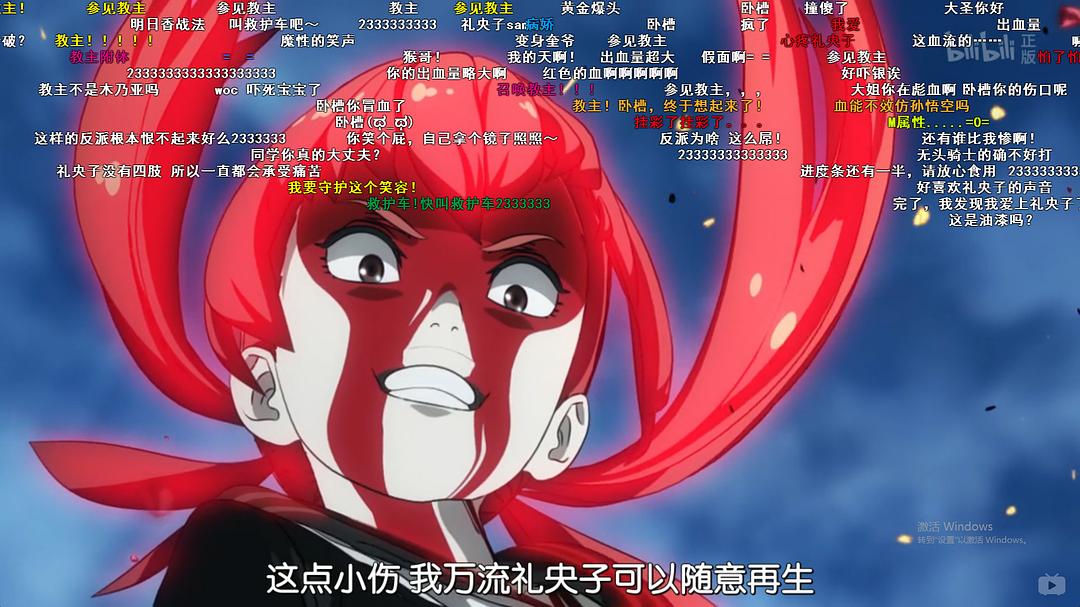 主！ 参见教主 参见教主 教主 参见教主 黄金爆头 卧槽 撞傻了 大圣你好
明日香战法 叫救护车吧～ 2333333333 礼央子san 病娇 卧槽 疯了 我爱 出血量
破？ 教主！！！！！ 魔性的笑声 变身奎爷 参见教主 心疼礼央子 这血流的……
bilibili 正版
教主附体 = = 猴哥！ 我的天啊！ 出血量超大 假面啊= = 参见教主 怕了怕
233333333333333333 你的出血量略大啊 红色的血啊啊啊啊啊 好吓银诶
教主不是木乃亚吗 woc 吓死宝宝了 召唤教主！！！ 参见教主，，， 大姐你在彪血啊 卧槽你的伤口呢
卧槽你冒血了 教主！卧槽，终于想起来了！ 血能不效仿孙悟空吗
挂彩了挂彩了．．． M属性.....=O=
这样的反派根本恨不起来好么2333333 你笑个屁，自己拿个镜子照照～ 反派为啥 这么屌！ 还有谁比我惨啊！
同学你真的大丈夫？ 23333333333333 无头骑士的确不好打
礼央子没有四肢 所以一直都会承受痛苦 进度条还有一半，请放心食用 2333333333
我要守护这个笑容！ 好喜欢礼央子的声音
救护车！快叫救护车2333333 完了，我发现我爱上礼央子了
这是油漆吗？
激活 Windows
转到"设置"以激活 Windows。
这点小伤 我万流礼央子可以随意再生